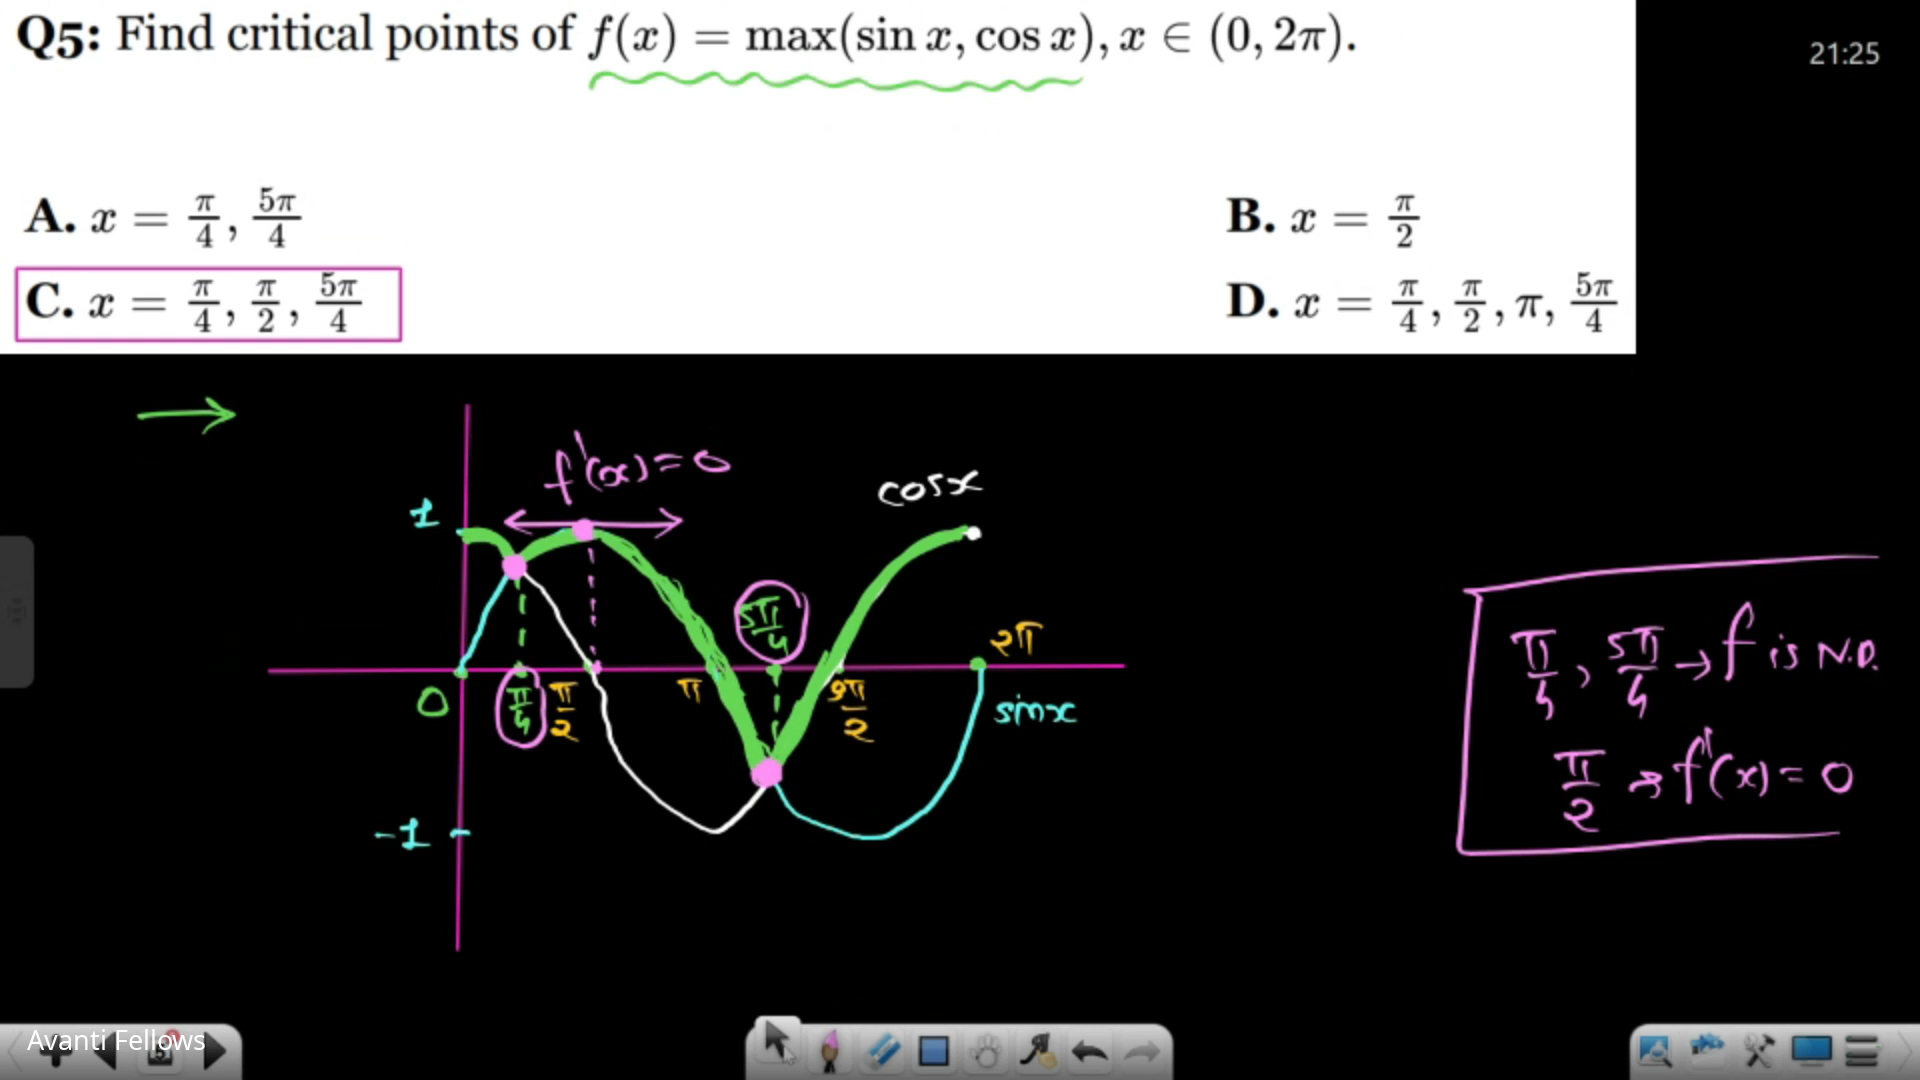 Q5: Find critical points of f(x) = max(sin x, cos x), x ∈ (0, 2π).
21:25
A. x = π/4, 5π/4
B. x = π/2
C. x = π/4, π/2, 5π/4
D. x = π/4, π/2, π, 5π/4
f'(x)=0
cosx
1
5π/4
2π
0
π/4
π/2
π
3π/2
sinx
-1
π/4, 5π/4 → f is N.D.
π/2 → f'(x) = 0
Avanti Fellows